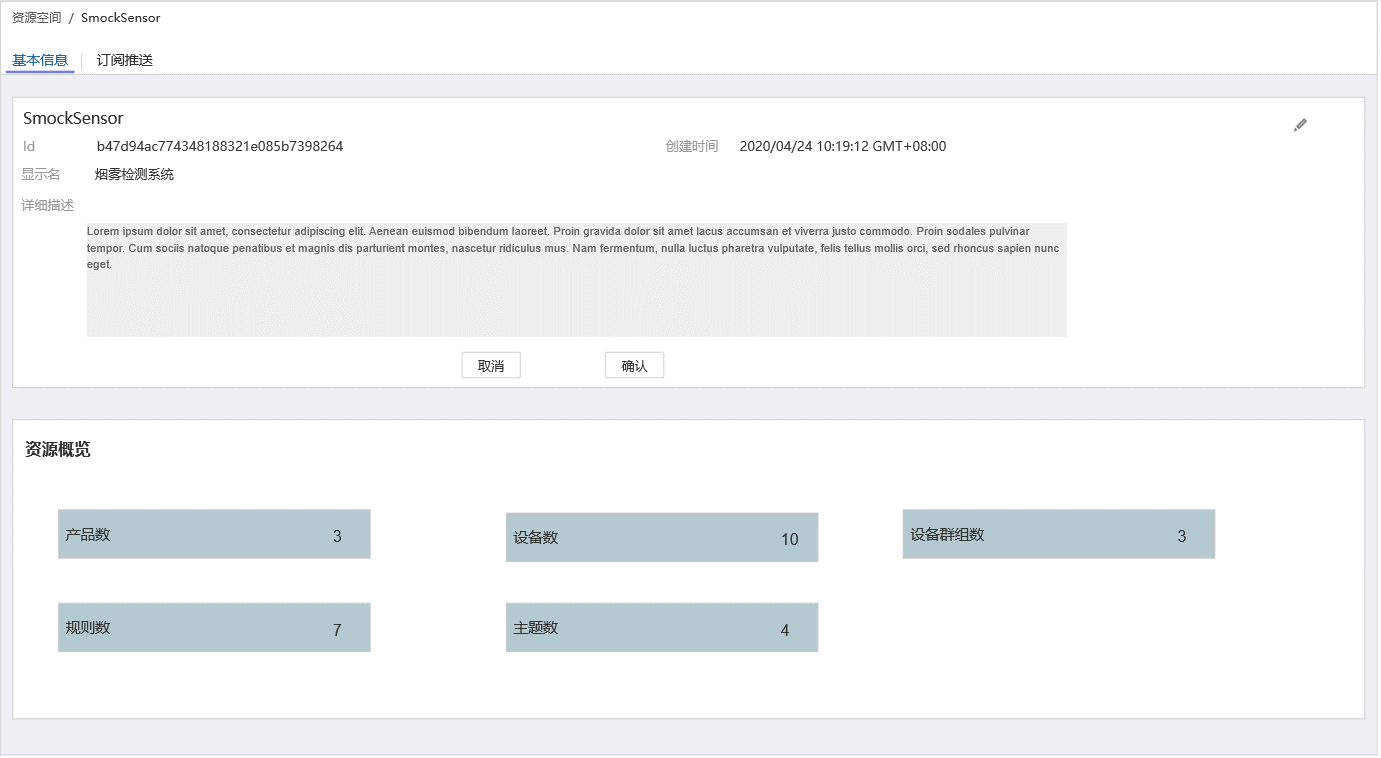 资源空间 / SmockSensor
基本信息 订阅推送
SmockSensor
Id b47d94ac774348188321e085b7398264 创建时间 2020/04/24 10:19:12 GMT+08:00
显示名 烟雾检测系统
详细描述
Lorem ipsum dolor sit amet, consectetur adipiscing elit. Aenean euismod bibendum laoreet. Proin gravida dolor sit amet lacus accumsan et viverra justo commodo. Proin sodales pulvinar
tempor. Cum sociis natoque penatibus et magnis dis parturient montes, nascetur ridiculus mus. Nam fermentum, nulla luctus pharetra vulputate, felis tellus mollis orci, sed rhoncus sapien nunc
eget.
取消 确认
资源概览
产品数 3 设备数 10 设备群组数 3
规则数 7 主题数 4